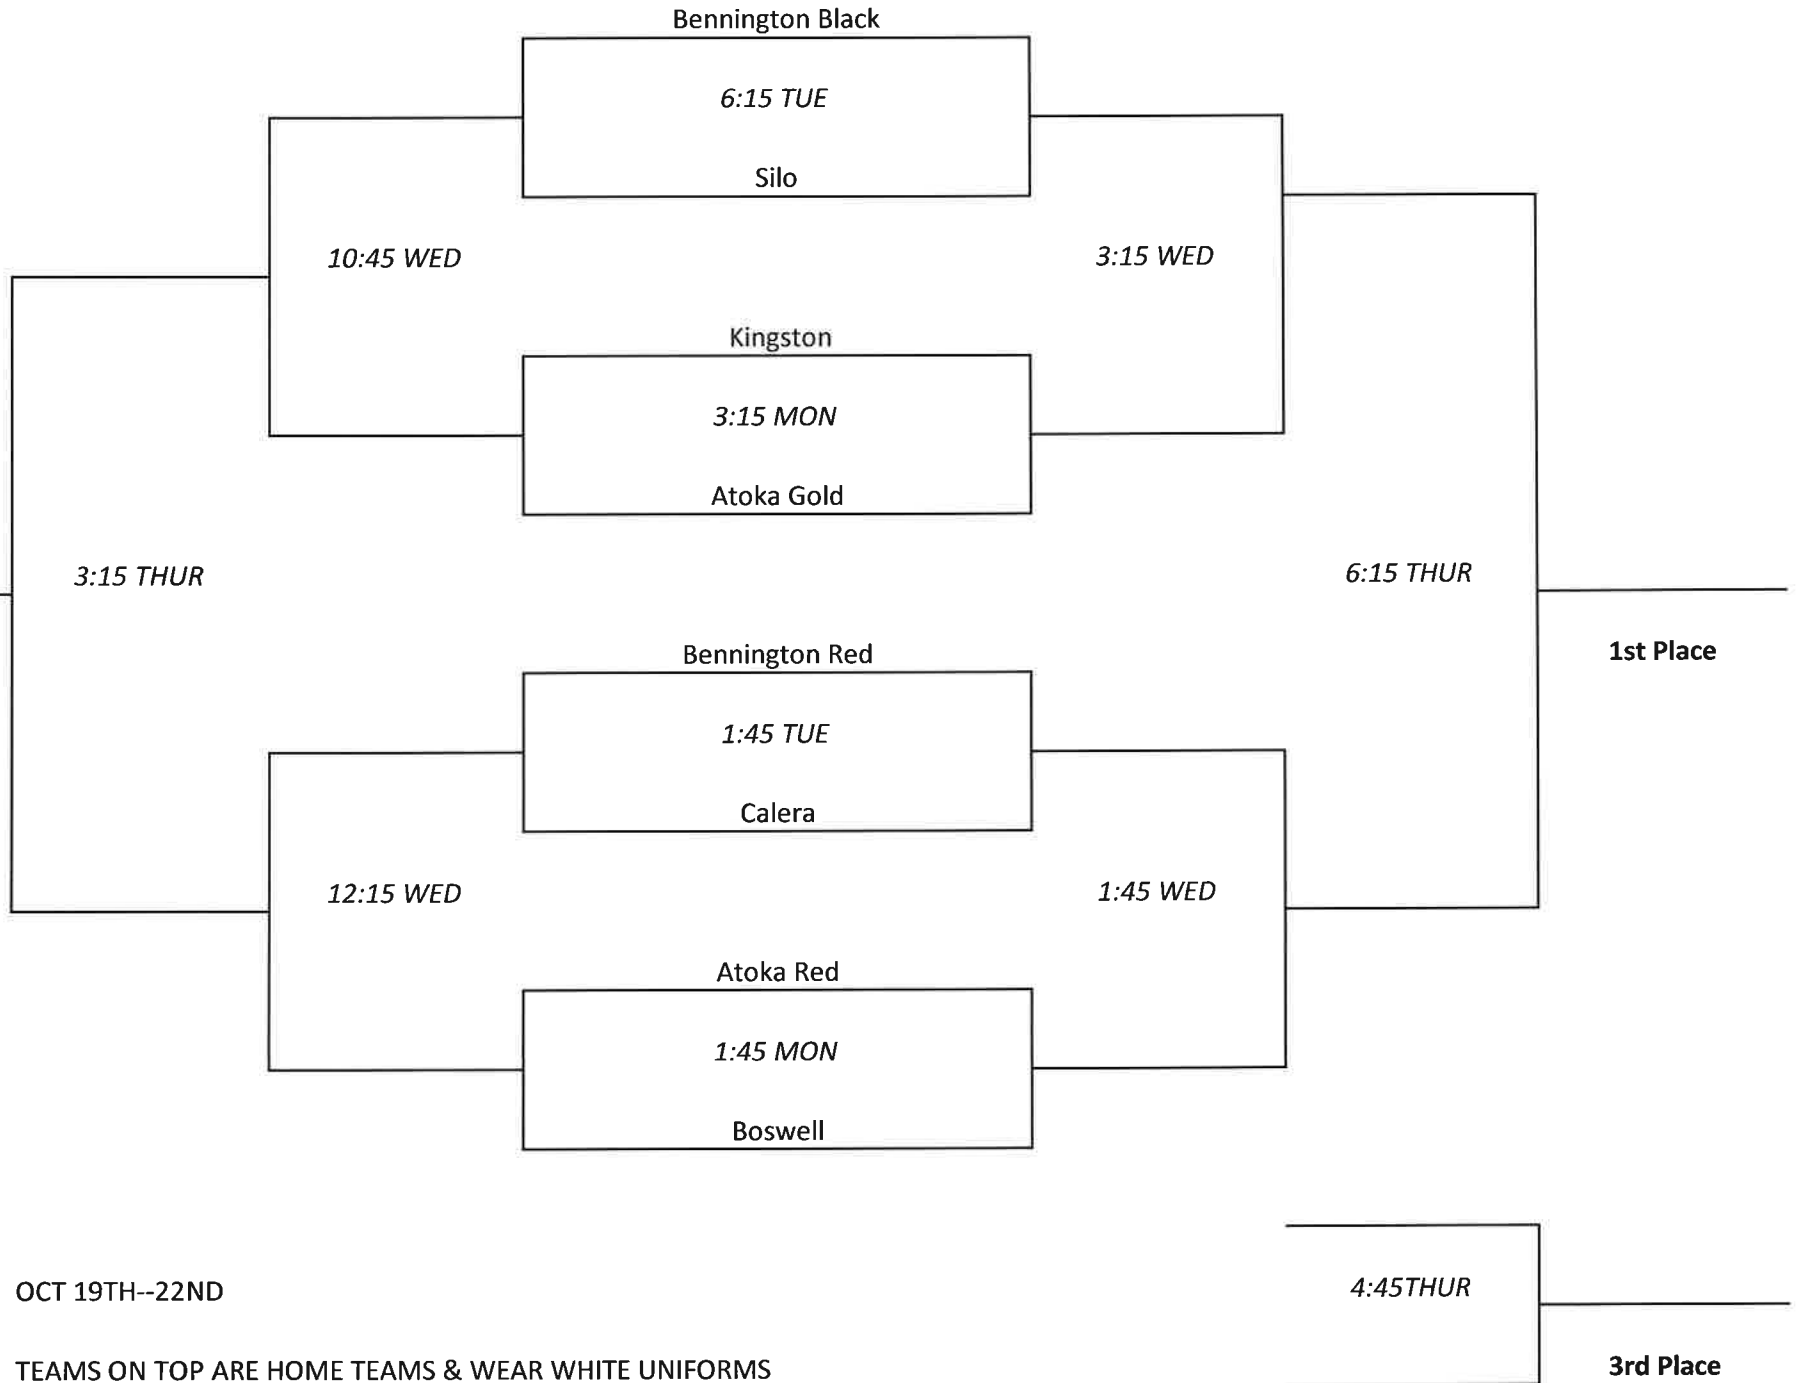 Bennington Black
6:15 TUE
Silo
10:45 WED
3:15 WED
Kingston
3:15 MON
Atoka Gold
3:15 THUR
6:15 THUR
Bennington Red
1st Place
1:45 TUE
Calera
12:15 WED
1:45 WED
Atoka Red
1:45 MON
Boswell
OCT 19TH--22ND
4:45THUR
TEAMS ON TOP ARE HOME TEAMS & WEAR WHITE UNIFORMS
3rd Place